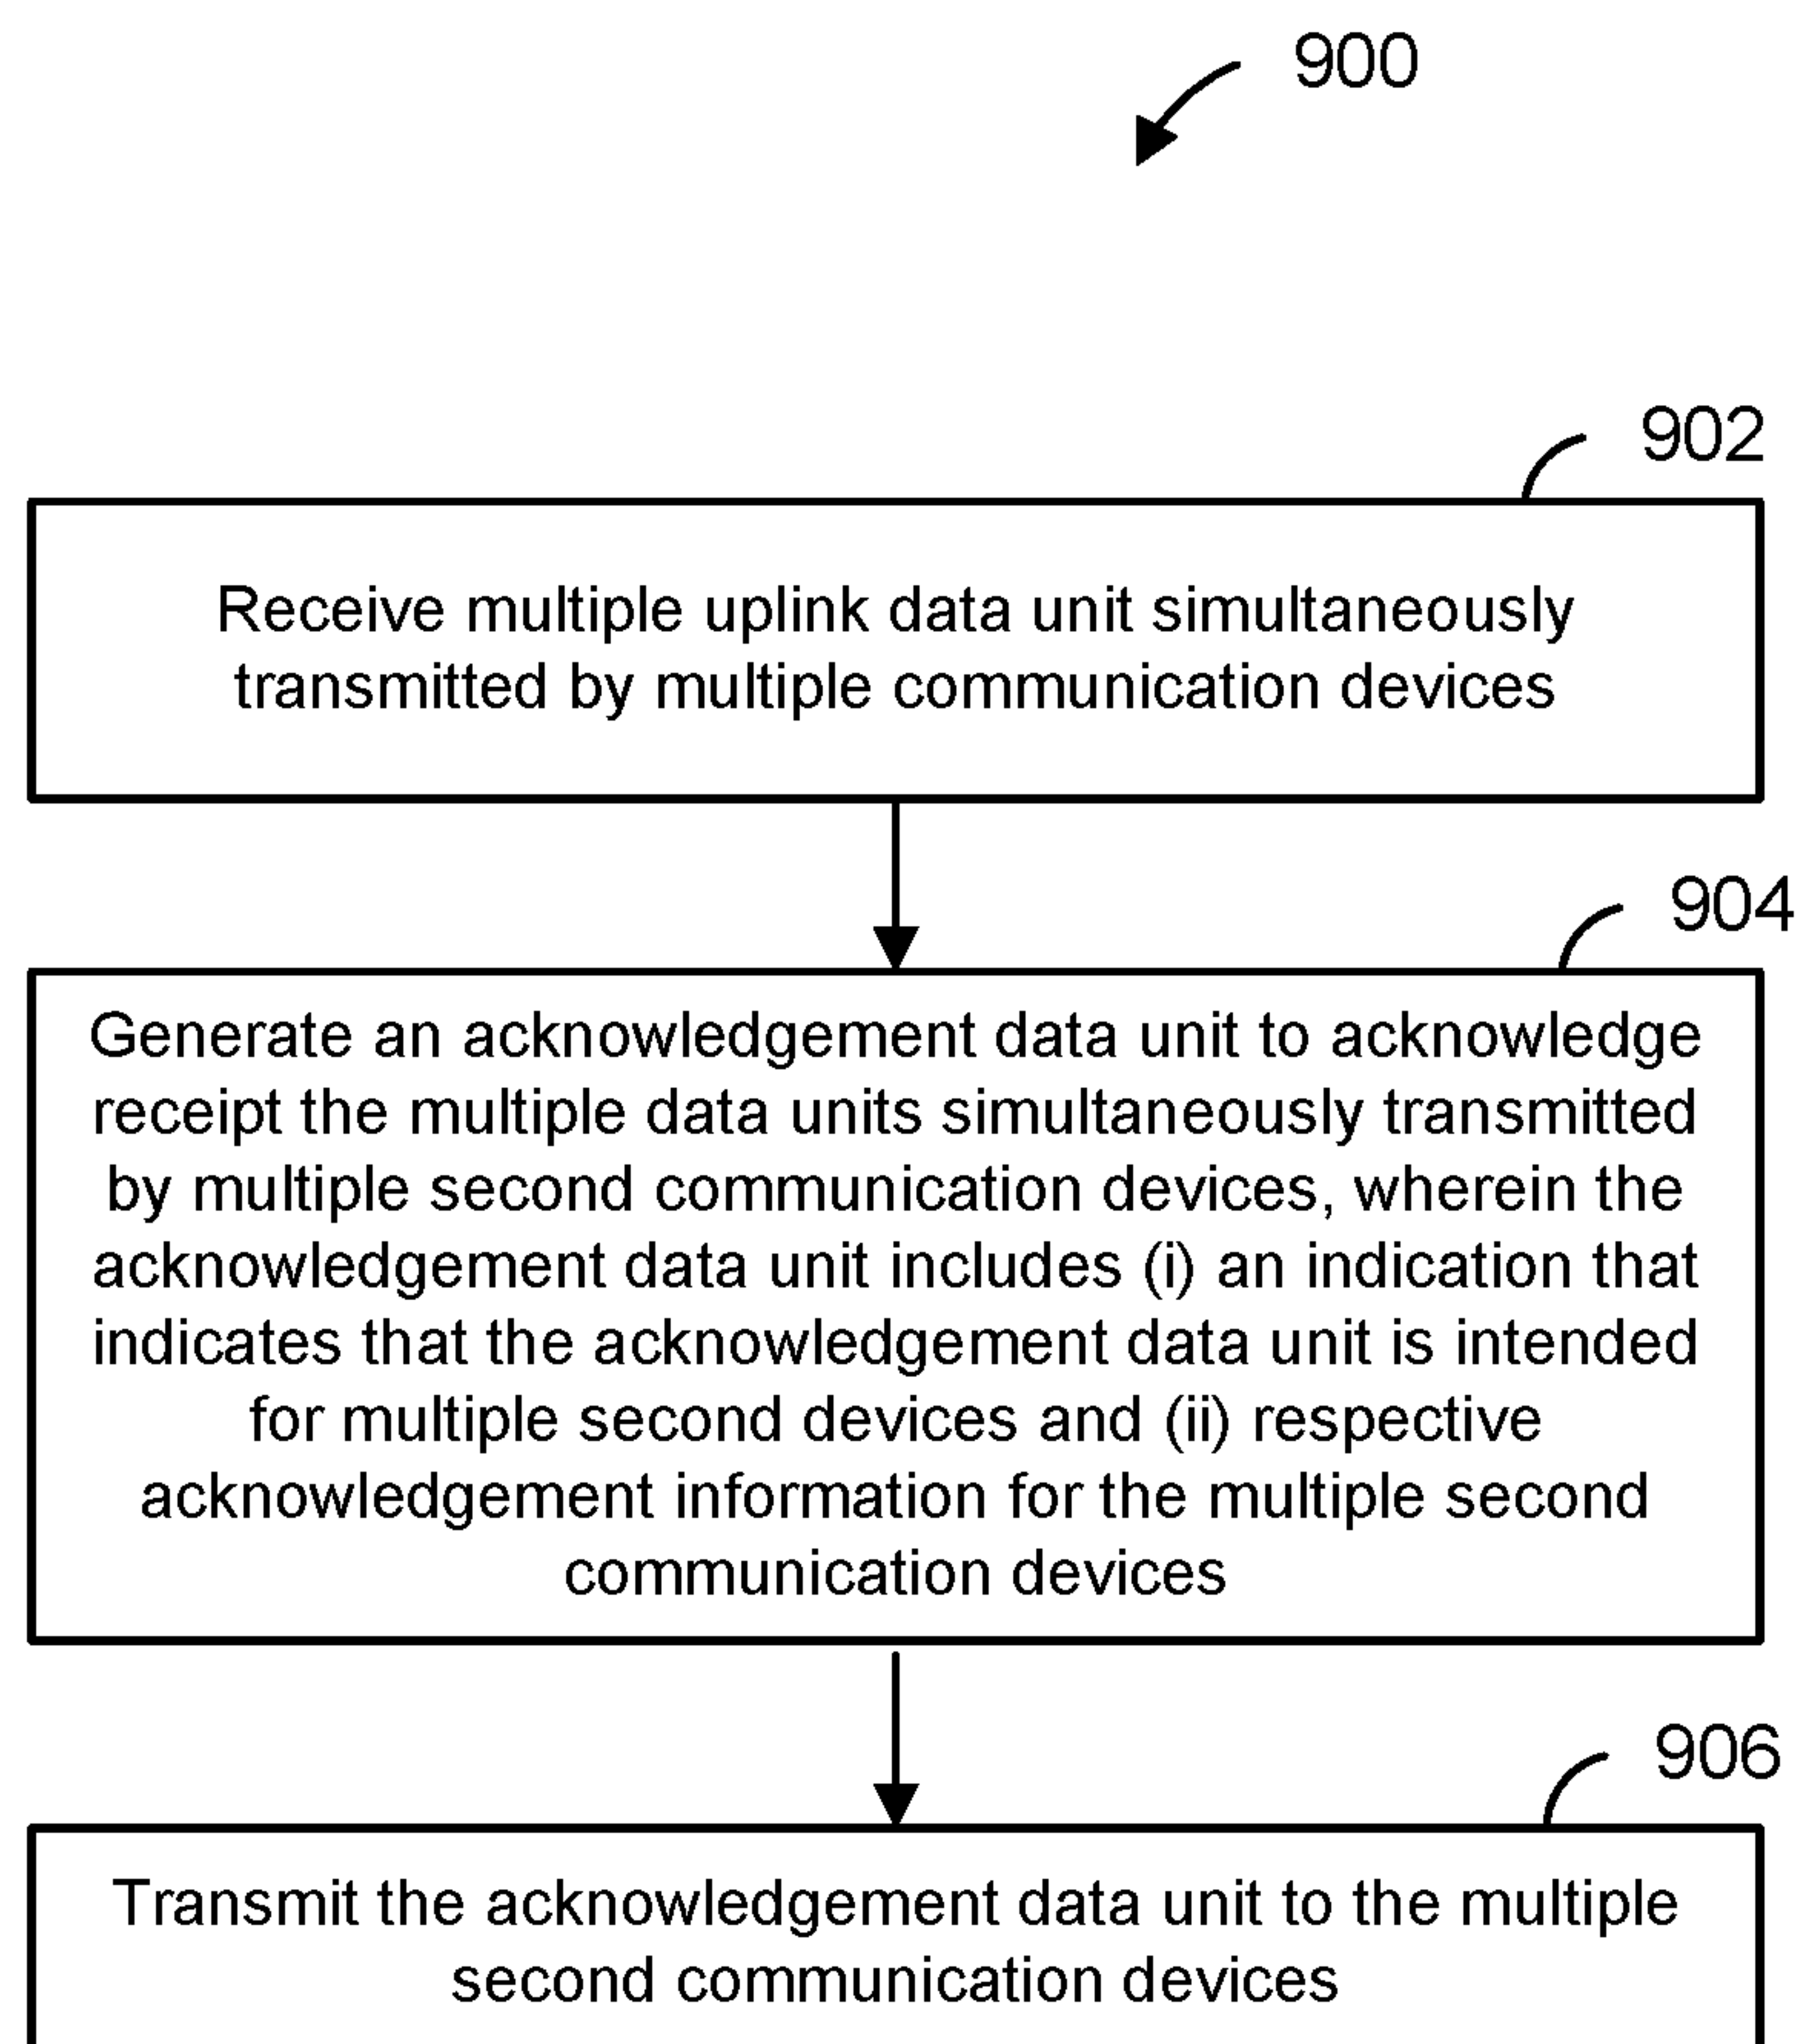 900
902
Receive multiple uplink data unit simultaneously
transmitted by multiple communication devices
904
Generate an acknowledgement data unit to acknowledge
receipt the multiple data units simultaneously transmitted
by multiple second communication devices, wherein the
acknowledgement data unit includes (i) an indication that
indicates that the acknowledgement data unit is intended
for multiple second devices and (ii) respective
acknowledgement information for the multiple second
communication devices
906
Transmit the acknowledgement data unit to the multiple
second communication devices